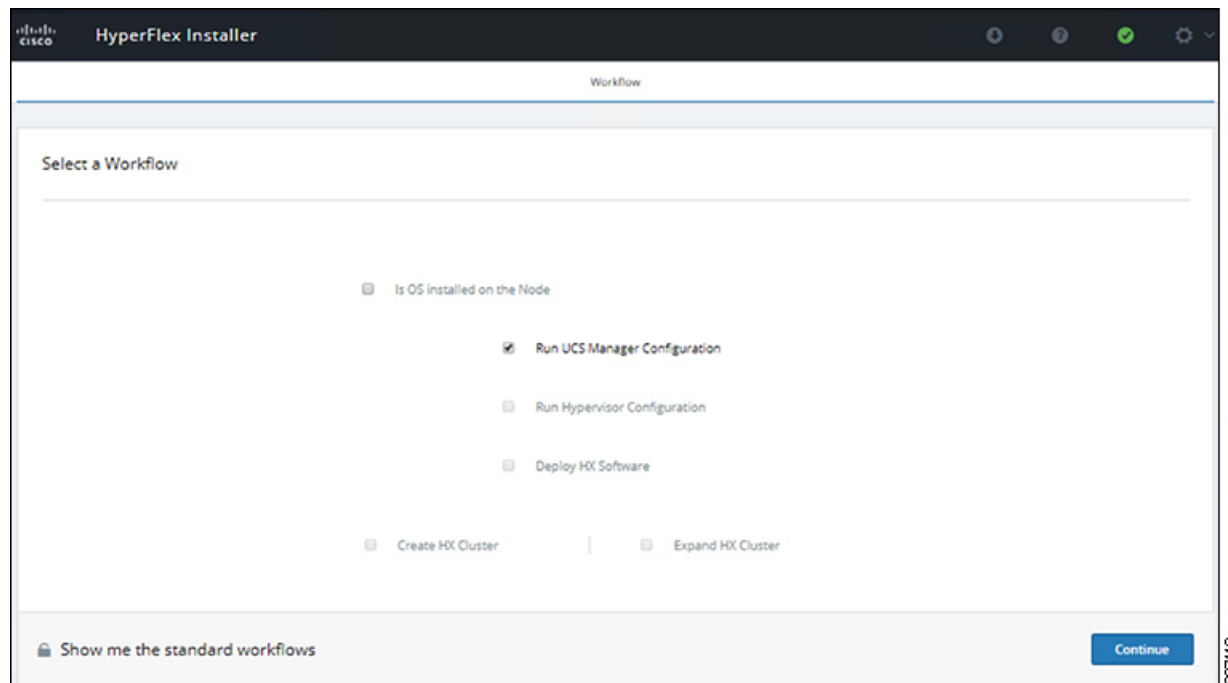 cisco HyperFlex Installer
Workflow
Select a Workflow
Is OS installed on the Node
Run UCS Manager Configuration
Run Hypervisor Configuration
Deploy HX Software
Create HX Cluster | Expand HX Cluster
Show me the standard workflows
Continue